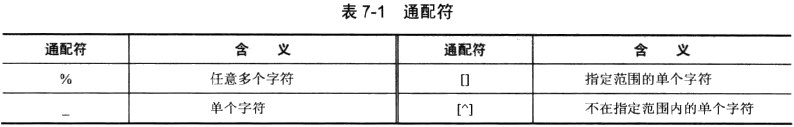 表 7-1 通配符
通配符 含 义 通配符 含 义
% 任意多个字符 [] 指定范围的单个字符
_ 单个字符 [^] 不在指定范围内的单个字符